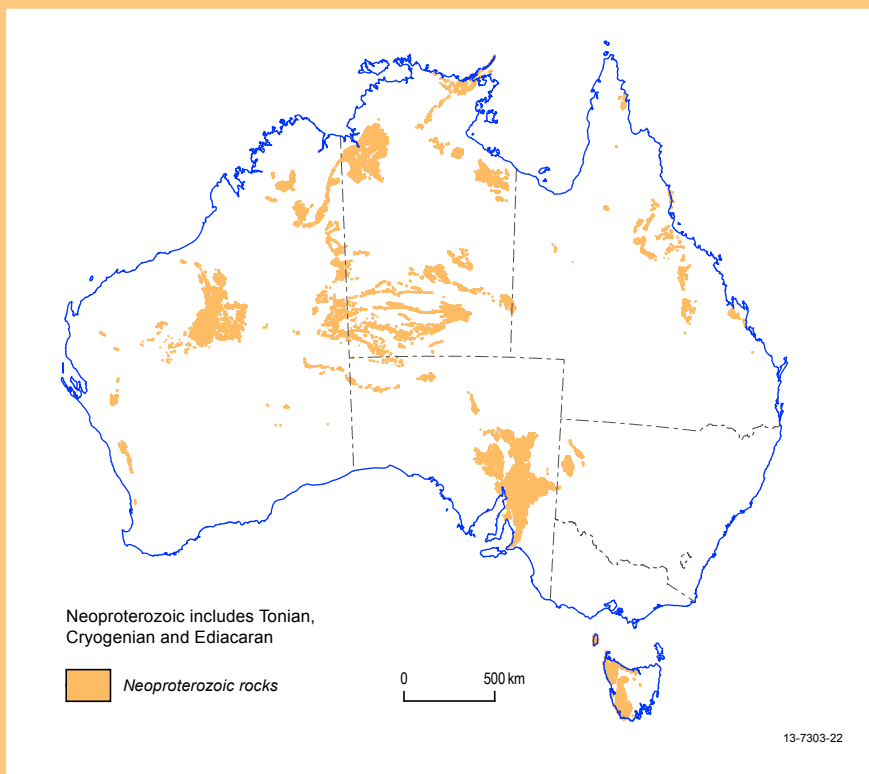 Neoproterozoic includes Tonian,
Cryogenian and Ediacaran
Neoproterozoic rocks
0 500 km
13-7303-22